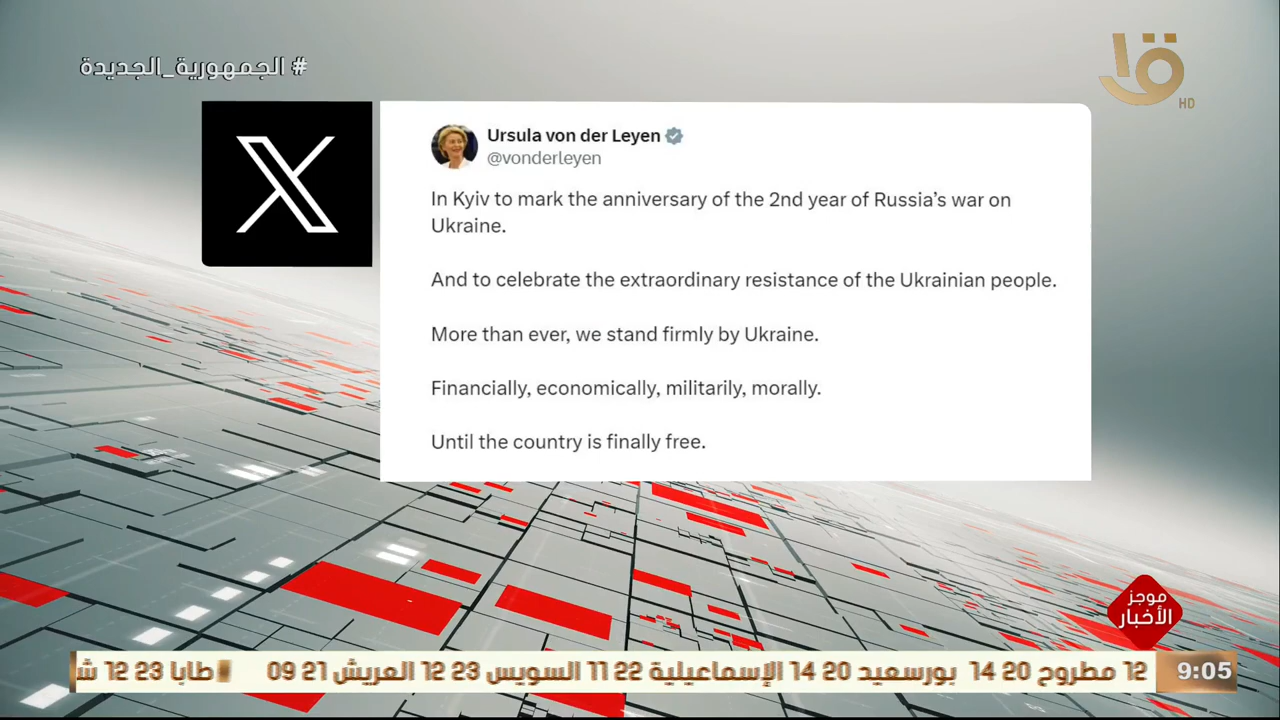 # الجمهورية_الجديدة
HD
Ursula von der Leyen
@vonderleyen
In Kyiv to mark the anniversary of the 2nd year of Russia's war on
Ukraine.
And to celebrate the extraordinary resistance of the Ukrainian people.
More than ever, we stand firmly by Ukraine.
Financially, economically, militarily, morally.
Until the country is finally free.
موجز
الأخبار
12 مطروح 20 14 بورسعيد 20 14 الإسماعيلية 22 11 السويس 23 12 العريش 21 09 طابا 23 12
9:05